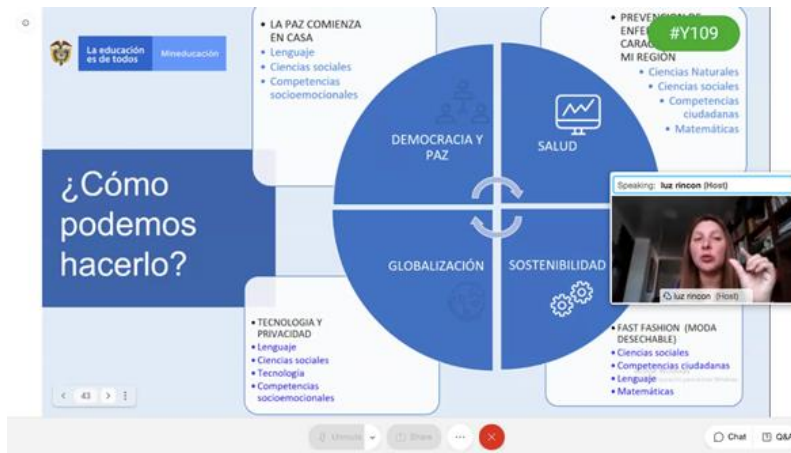 La educación
es de todos
Mineducación
¿Cómo
podemos
hacerlo?
• LA PAZ COMIENZA
EN CASA
• Lenguaje
• Ciencias sociales
• Competencias
socioemocionales
• PREVENCION DE
MI REGIÓN
• Ciencias Naturales
• Ciencias sociales
• Competencias
ciudadanas
• Matemáticas
#Y109
DEMOCRACIA Y
PAZ
SALUD
GLOBALIZACIÓN
SOSTENIBILIDAD
Speaking: luz rincon (Host)
luz rincon (Host)
• TECNOLOGIA Y
PRIVACIDAD
• Lenguaje
• Ciencias sociales
• Tecnología
• Competencias
socioemocionales
• FAST FASHION (MODA
DESECHABLE)
• Ciencias sociales
• Competencias ciudadanas
• Lenguaje
• Matemáticas
43
Unmute
Share
Chat
Q&A